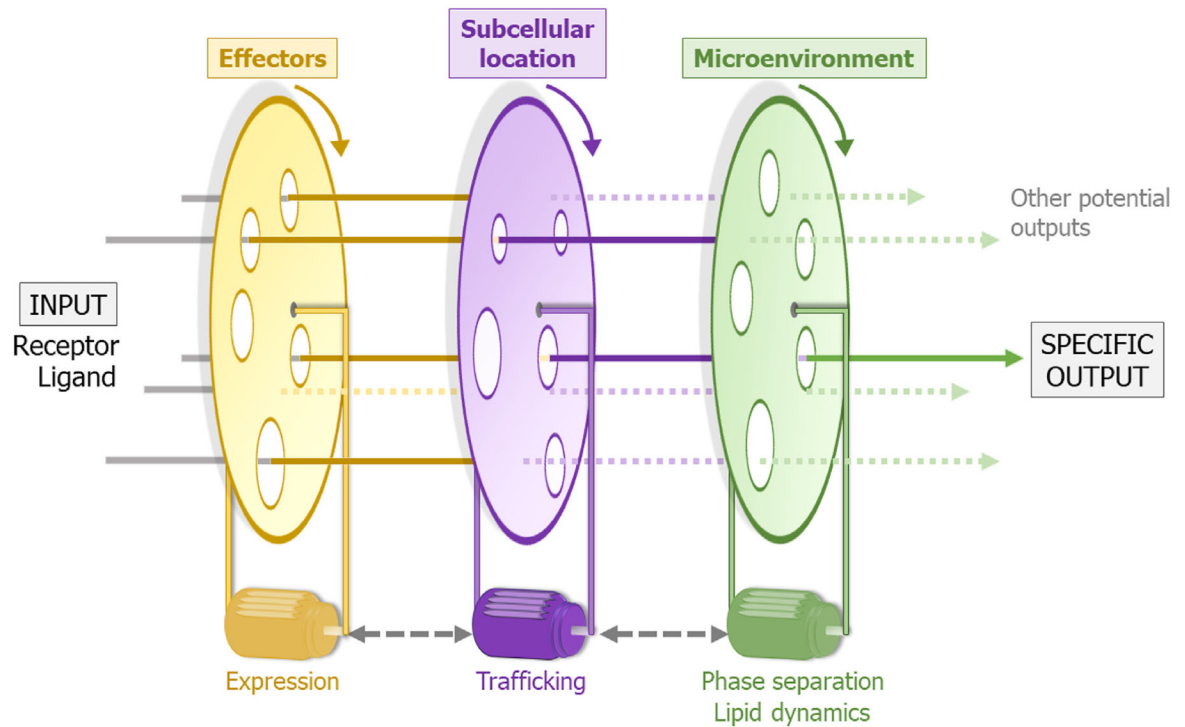 Effectors
Subcellular
location
Microenvironment
Other potential
outputs
INPUT
Receptor
Ligand
SPECIFIC
OUTPUT
Expression
Trafficking
Phase separation
Lipid dynamics